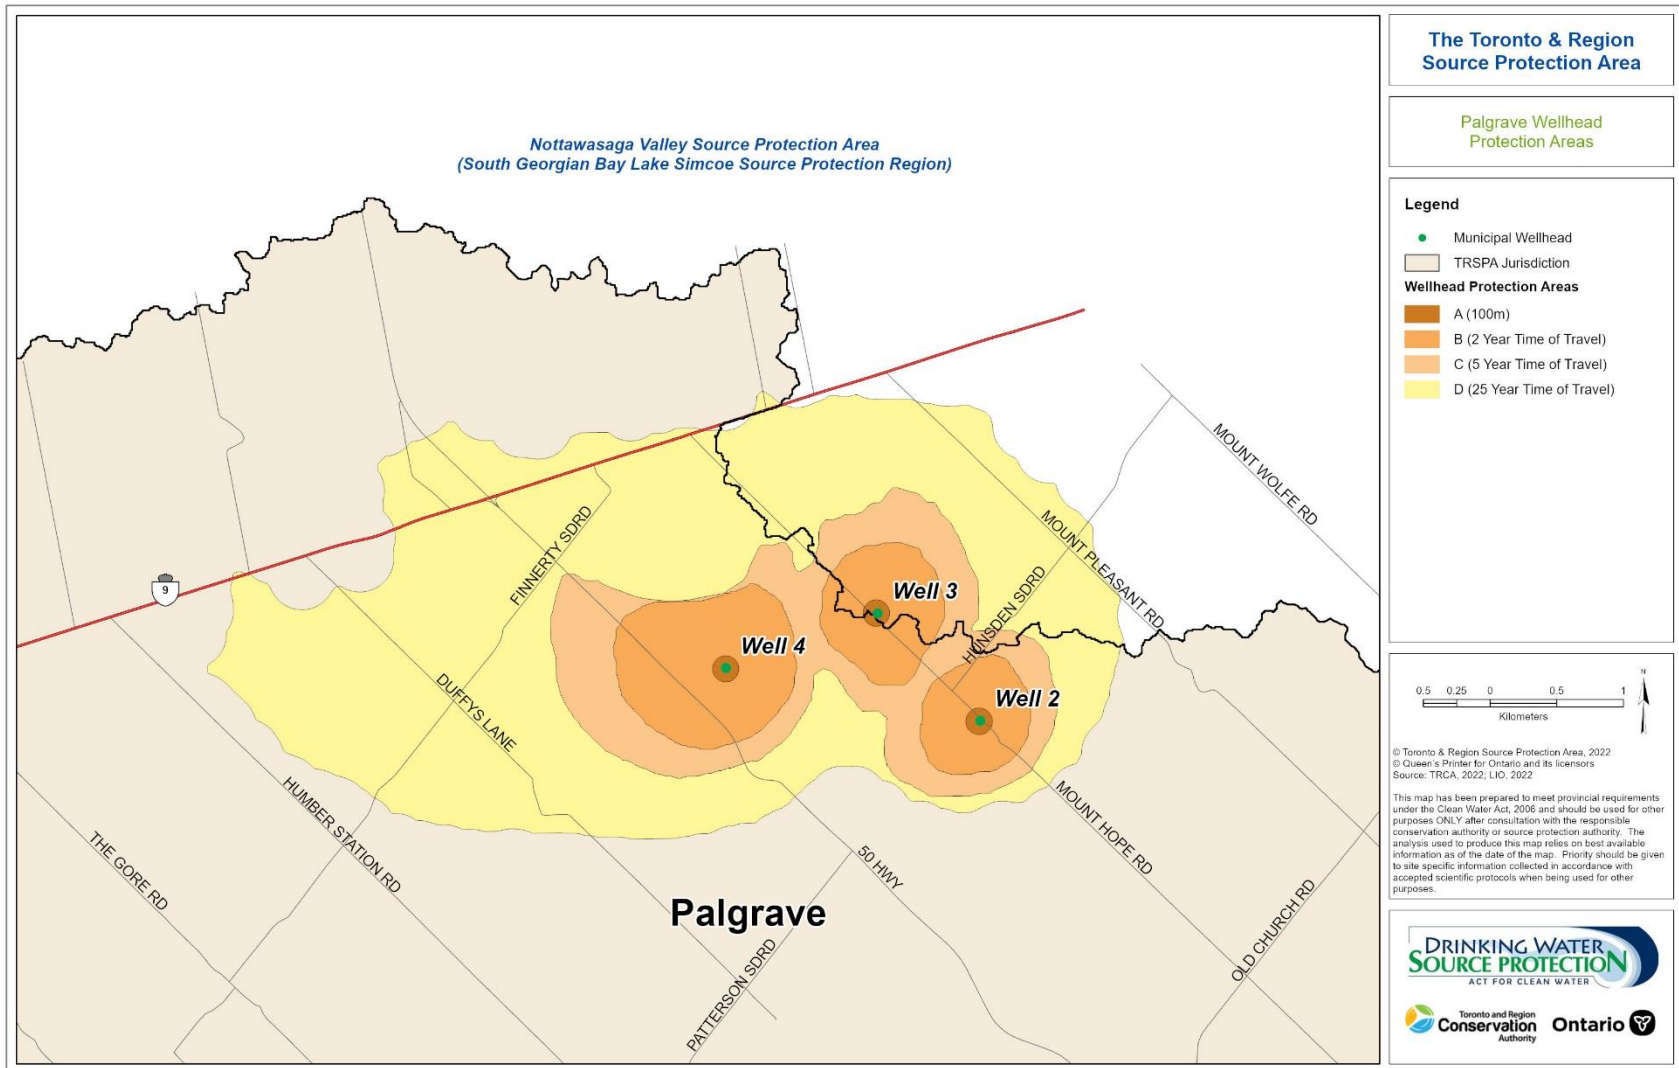 The Toronto & Region
Source Protection Area
Palgrave Wellhead
Protection Areas
Nottawasaga Valley Source Protection Area
(South Georgian Bay Lake Simcoe Source Protection Region)
MOUNT WOLFE RD
MOUNT PLEASANT RD
FINNERTY SDRD
HUNSDEN SDRD
9
Well 3
Well 4
Well 2
DUFFYS LANE
HUMBER STATION RD
THE GORE RD
MOUNT HOPE RD
50 HWY
Palgrave
PATTERSON SDRD
OLD CHURCH RD
Legend
Municipal Wellhead
TRSPA Jurisdiction
Wellhead Protection Areas
A (100m)
B (2 Year Time of Travel)
C (5 Year Time of Travel)
D (25 Year Time of Travel)
N
0.5 0.25 0 0.5 1
Kilometers
© Toronto & Region Source Protection Area, 2022
© Queen's Printer for Ontario and its licensors
Source: TRCA, 2022; LIO, 2022
This map has been prepared to meet provincial requirements
under the Clean Water Act, 2006 and should be used for other
purposes ONLY after consultation with the responsible
conservation authority or source protection authority. The
analysis used to produce this map relies on best available
information as of the date of the map. Priority should be given
to site specific information collected in accordance with
accepted scientific protocols when being used for other
purposes.
DRINKING WATER
SOURCE PROTECTION
ACT FOR CLEAN WATER
Toronto and Region
Conservation
Authority
Ontario